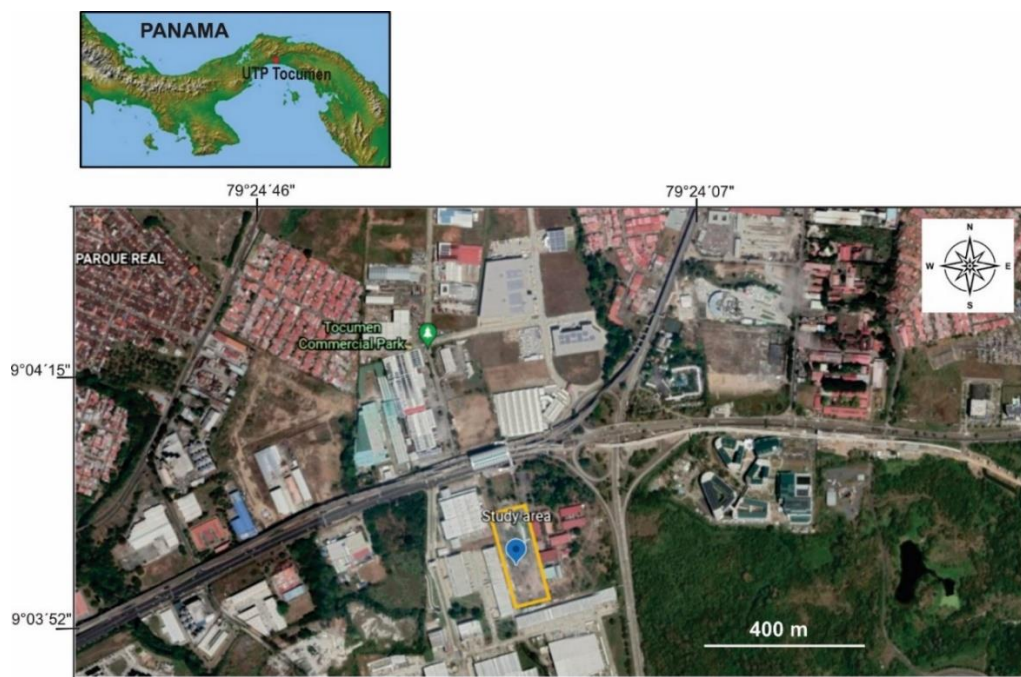 PANAMA
UTP Tocumen
79°24´46"
79°24´07"
PARQUE REAL
N
W
E
S
Tocumen
Commercial Park
9°04´15"
Study area
9°03´52"
400 m